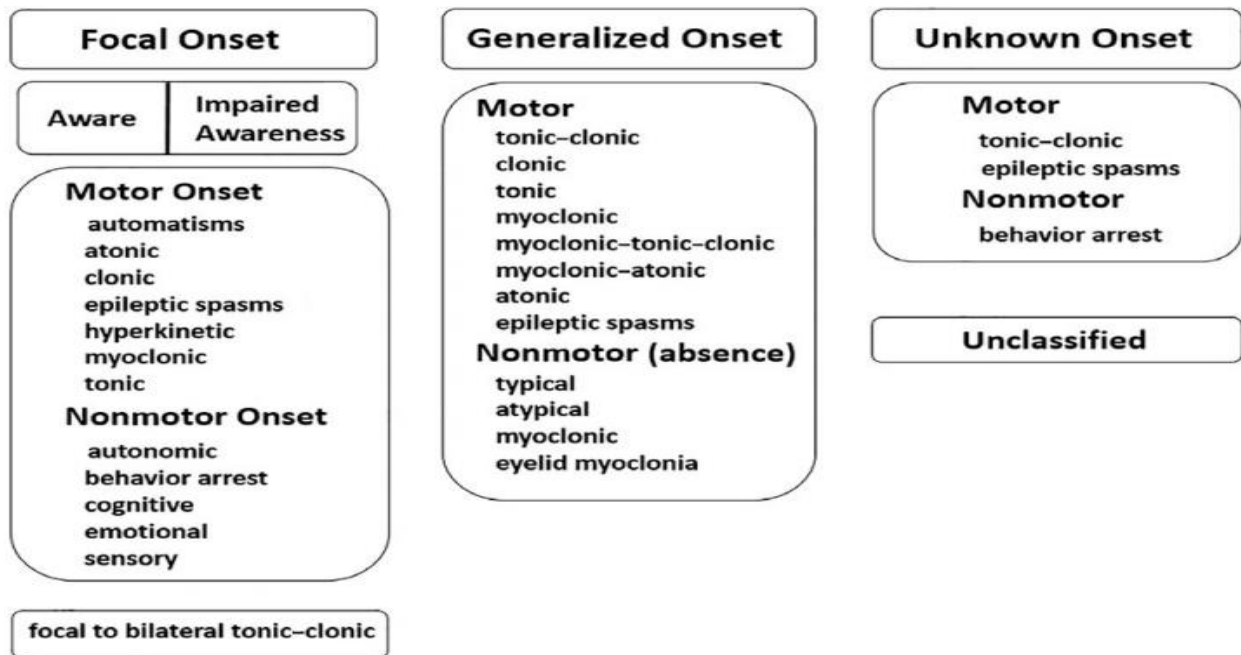 Focal Onset
Aware
Impaired
Awareness
Motor Onset
automatisms
atonic
clonic
epileptic spasms
hyperkinetic
myoclonic
tonic
Nonmotor Onset
autonomic
behavior arrest
cognitive
emotional
sensory
focal to bilateral tonic–clonic
Generalized Onset
Motor
tonic–clonic
clonic
tonic
myoclonic
myoclonic–tonic–clonic
myoclonic–atonic
atonic
epileptic spasms
Nonmotor (absence)
typical
atypical
myoclonic
eyelid myoclonia
Unknown Onset
Motor
tonic–clonic
epileptic spasms
Nonmotor
behavior arrest
Unclassified